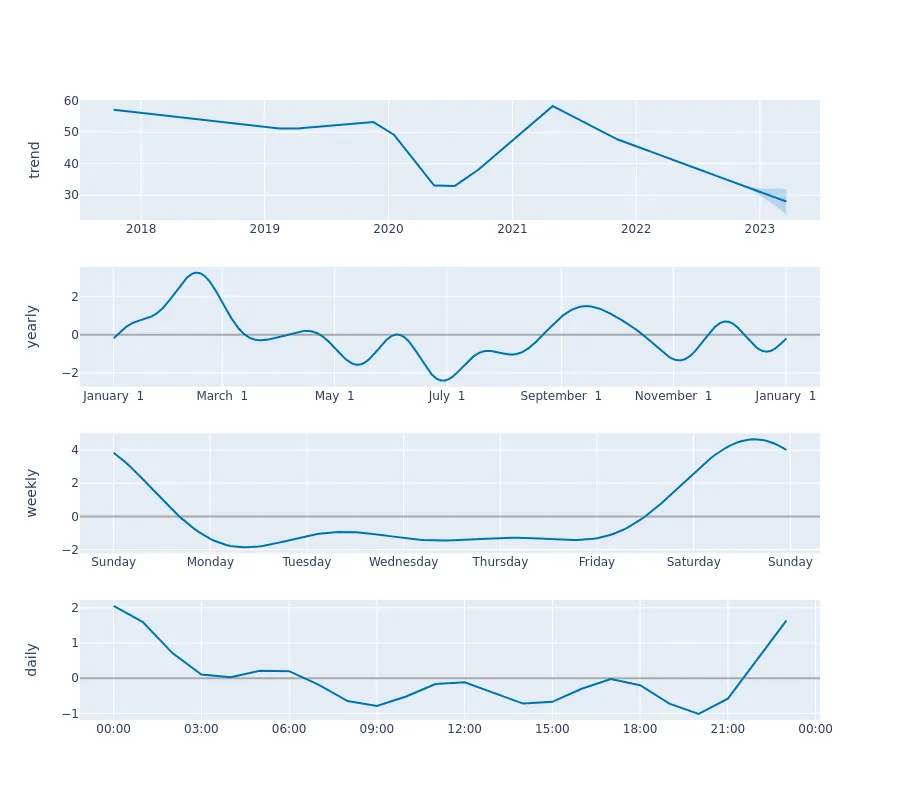 trend
60
50
40
30
2018 2019 2020 2021 2022 2023
yearly
2
0
−2
January 1 March 1 May 1 July 1 September 1 November 1 January 1
weekly
4
2
0
−2
Sunday Monday Tuesday Wednesday Thursday Friday Saturday Sunday
daily
2
1
0
−1
00:00 03:00 06:00 09:00 12:00 15:00 18:00 21:00 00:00